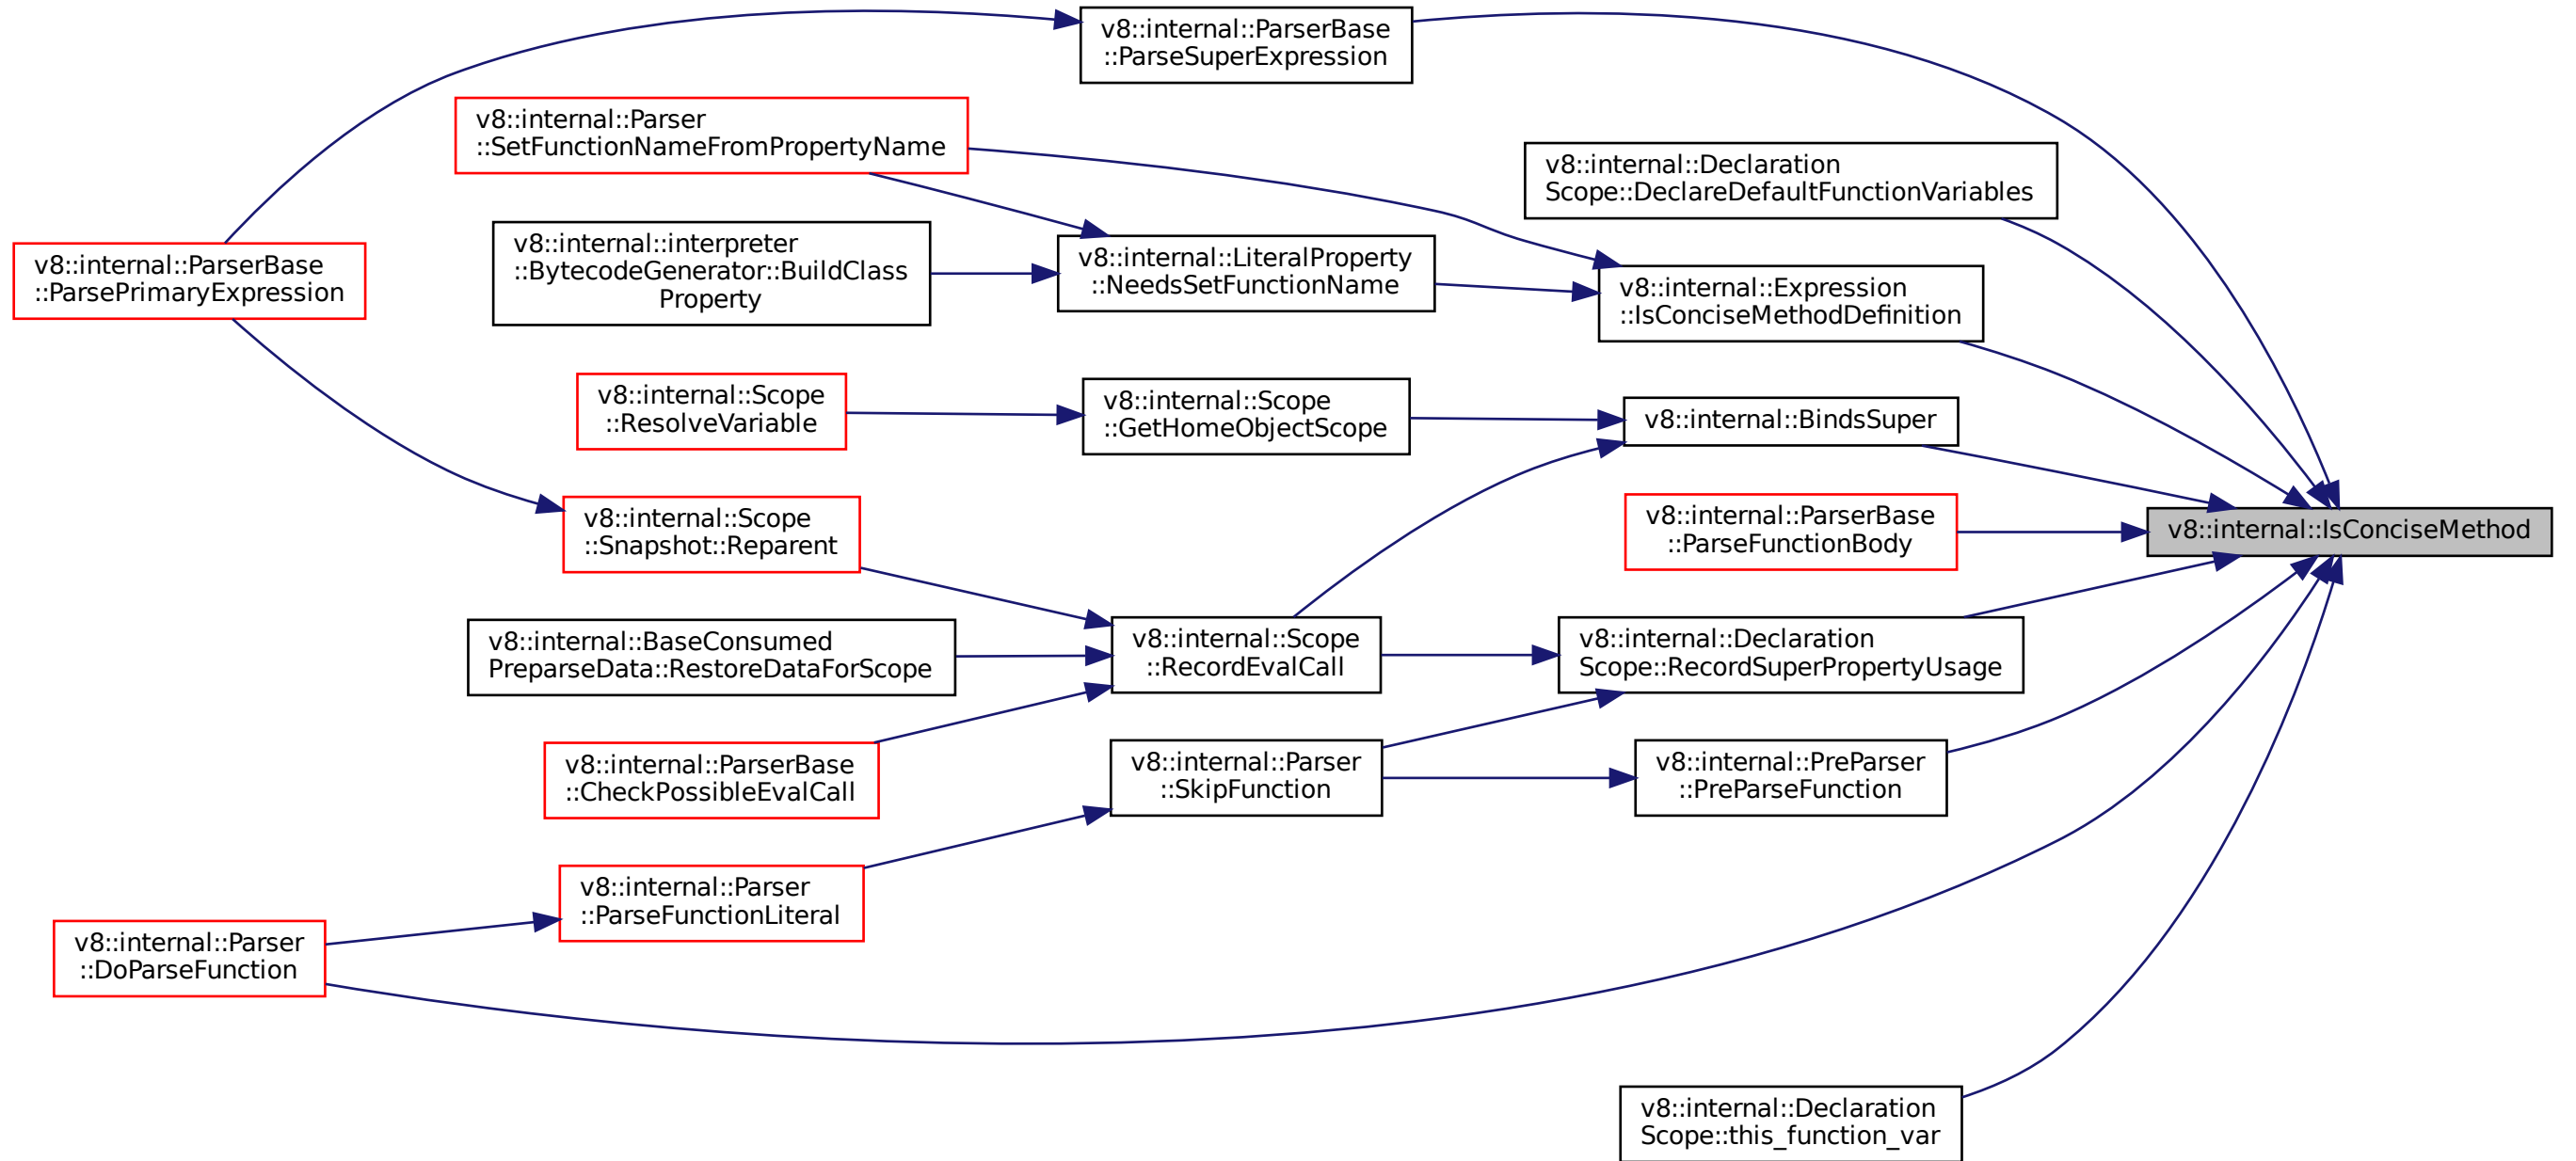 v8::internal::ParserBase
::ParseSuperExpression
v8::internal::Parser
::SetFunctionNameFromPropertyName
v8::internal::Declaration
Scope::DeclareDefaultFunctionVariables
v8::internal::ParserBase
::ParsePrimaryExpression
v8::internal::interpreter
::BytecodeGenerator::BuildClass
Property
v8::internal::LiteralProperty
::NeedsSetFunctionName
v8::internal::Expression
::IsConciseMethodDefinition
v8::internal::Scope
::ResolveVariable
v8::internal::Scope
::GetHomeObjectScope
v8::internal::BindsSuper
v8::internal::Scope
::Snapshot::Reparent
v8::internal::ParserBase
::ParseFunctionBody
v8::internal::IsConciseMethod
v8::internal::BaseConsumed
PreparseData::RestoreDataForScope
v8::internal::Scope
::RecordEvalCall
v8::internal::Declaration
Scope::RecordSuperPropertyUsage
v8::internal::ParserBase
::CheckPossibleEvalCall
v8::internal::Parser
::SkipFunction
v8::internal::PreParser
::PreParseFunction
v8::internal::Parser
::ParseFunctionLiteral
v8::internal::Parser
::DoParseFunction
v8::internal::Declaration
Scope::this_function_var